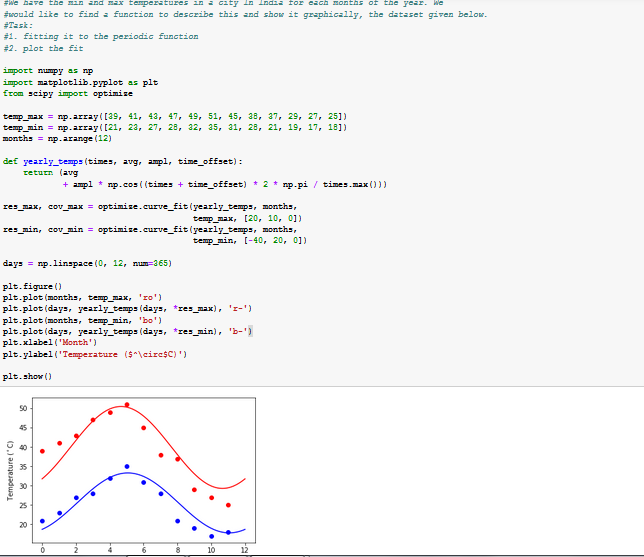 #We have the min and max temperatures in a city in India for each months of the year. We
#would like to find a function to describe this and show it graphically, the dataset given below.
#Task:
#1. fitting it to the periodic function
#2. plot the fit
import numpy as np
import matplotlib.pyplot as plt
from scipy import optimize
temp_max = np.array([39, 41, 43, 47, 49, 51, 45, 38, 37, 29, 27, 25])
temp_min = np.array([21, 23, 27, 28, 32, 35, 31, 28, 21, 19, 17, 18])
months = np.arange(12)
def yearly_temps(times, avg, ampl, time_offset):
return (avg
+ ampl * np.cos((times + time_offset) * 2 * np.pi / times.max()))
res_max, cov_max = optimize.curve_fit(yearly_temps, months,
temp_max, [20, 10, 0])
res_min, cov_min = optimize.curve_fit(yearly_temps, months,
temp_min, [-40, 20, 0])
days = np.linspace(0, 12, num=365)
plt.figure()
plt.plot(months, temp_max, 'ro')
plt.plot(days, yearly_temps(days, *res_max), 'r-')
plt.plot(months, temp_min, 'bo')
plt.plot(days, yearly_temps(days, *res_min), 'b-')
plt.xlabel('Month')
plt.ylabel('Temperature ($^\circ$C)')
plt.show()
50
45
40
35
30
25
20
Temperature (°C)
0 2 4 6 8 10 12